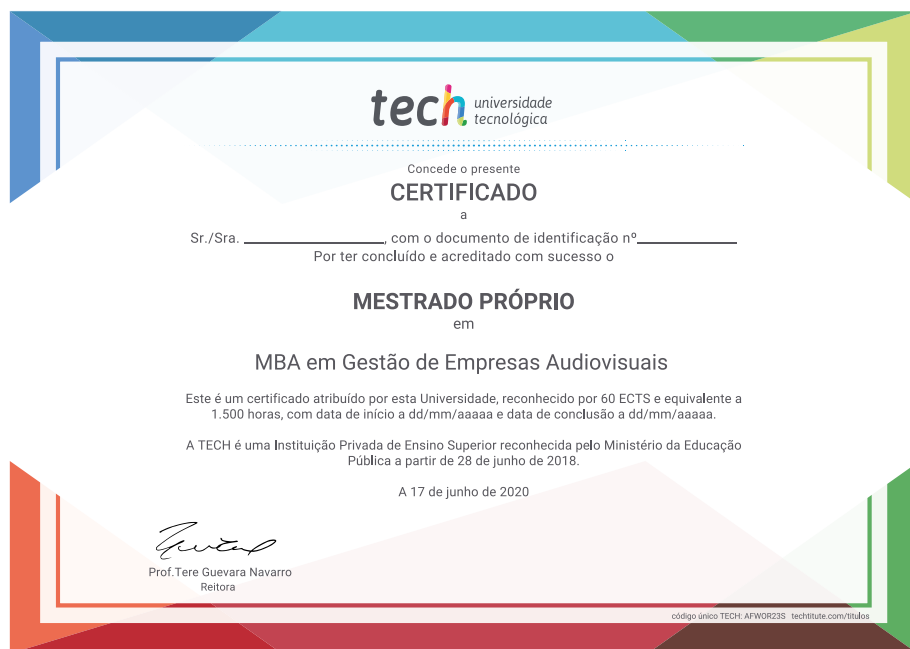 tech universidade
tecnológica
Concede o presente
CERTIFICADO
a
Sr./Sra. ________________, com o documento de identificação nº____________
Por ter concluído e acreditado com sucesso o
MESTRADO PRÓPRIO
em
MBA em Gestão de Empresas Audiovisuais
Este é um certificado atribuído por esta Universidade, reconhecido por 60 ECTS e equivalente a
1.500 horas, com data de início a dd/mm/aaaaa e data de conclusão a dd/mm/aaaaa.
A TECH é uma Instituição Privada de Ensino Superior reconhecida pelo Ministério da Educação
Pública a partir de 28 de junho de 2018.
A 17 de junho de 2020
Prof.Tere Guevara Navarro
Reitora
código único TECH: AFWOR23S techtitute.com/titulos